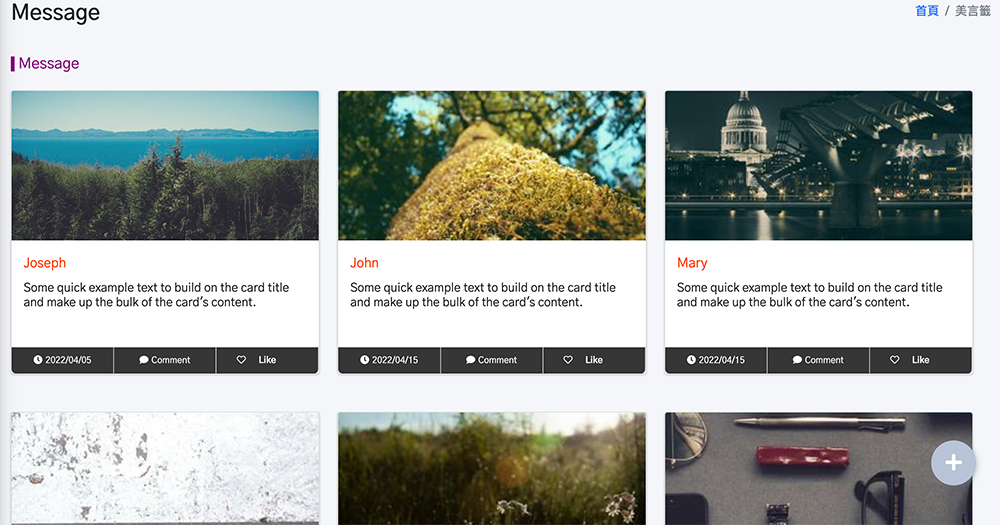 Message
首頁 / 美言籤
Message
Joseph
Some quick example text to build on the card title
and make up the bulk of the card's content.
2022/04/05 Comment Like
John
Some quick example text to build on the card title
and make up the bulk of the card's content.
2022/04/15 Comment Like
Mary
Some quick example text to build on the card title
and make up the bulk of the card's content.
2022/04/15 Comment Like